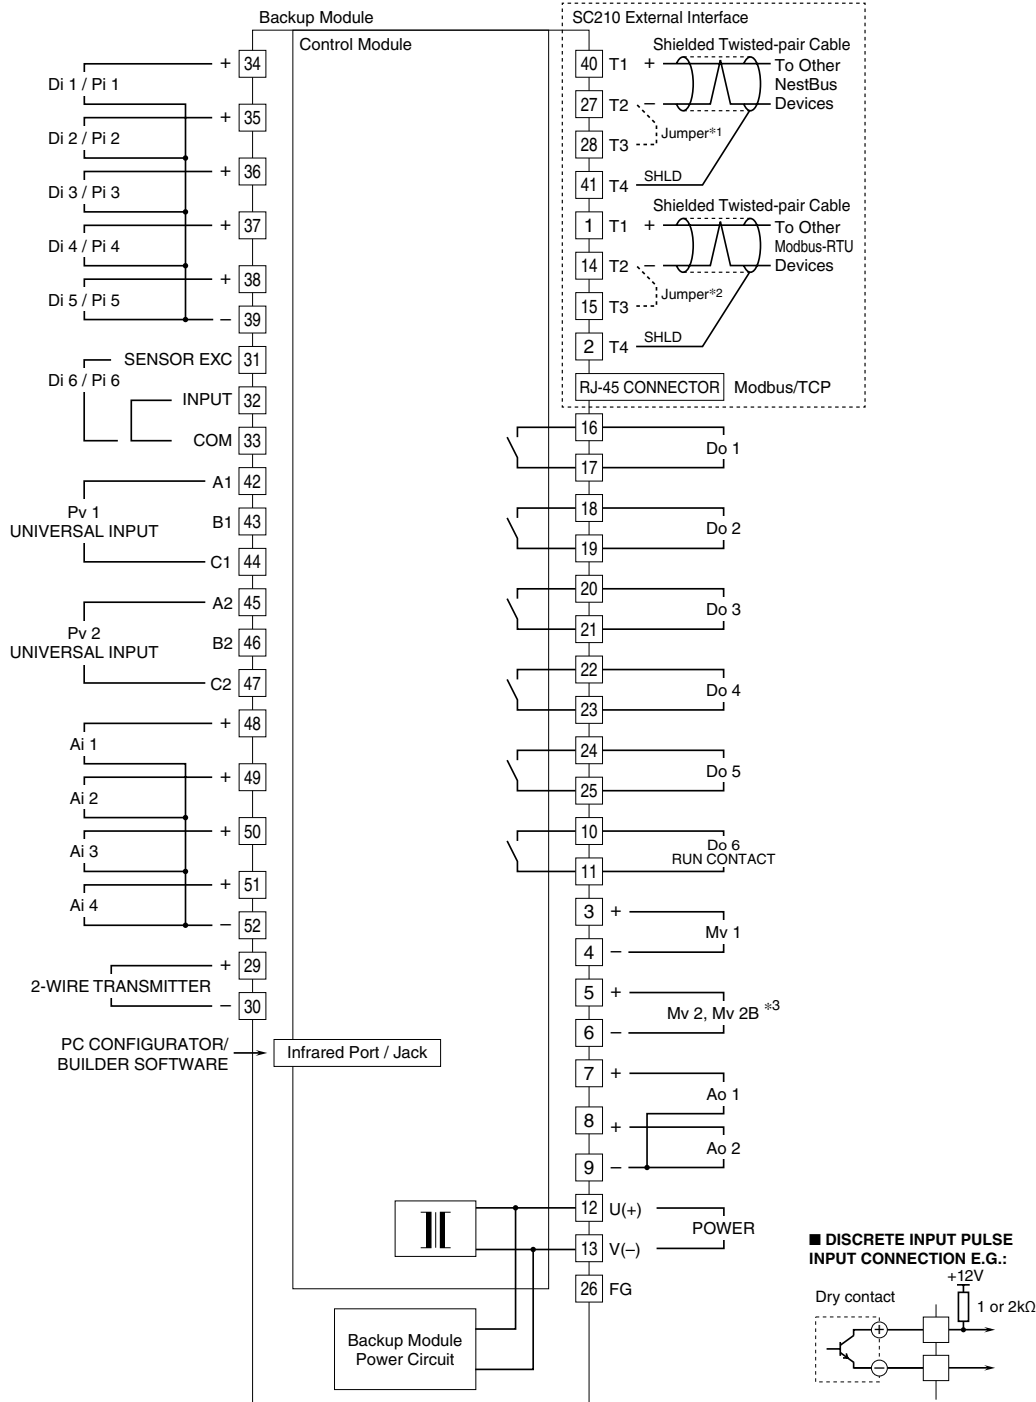 Backup Module
Control Module
SC210 External Interface
Di 1 / Pi 1
+ 34
Di 2 / Pi 2
+ 35
Di 3 / Pi 3
+ 36
Di 4 / Pi 4
+ 37
Di 5 / Pi 5
+ 38
− 39
Di 6 / Pi 6
SENSOR EXC 31
INPUT 32
COM 33
Pv 1
UNIVERSAL INPUT
A1 42
B1 43
C1 44
Pv 2
UNIVERSAL INPUT
A2 45
B2 46
C2 47
Ai 1
+ 48
Ai 2
+ 49
Ai 3
+ 50
Ai 4
+ 51
− 52
2-WIRE TRANSMITTER
+ 29
− 30
PC CONFIGURATOR/
BUILDER SOFTWARE
Infrared Port / Jack
Shielded Twisted-pair Cable
40 T1 +
27 T2 −
28 T3
Jumper*1
41 T4 SHLD
To Other
NestBus
Devices
Shielded Twisted-pair Cable
1 T1 +
14 T2 −
15 T3
Jumper*2
2 T4 SHLD
To Other
Modbus-RTU
Devices
RJ-45 CONNECTOR Modbus/TCP
16
17
Do 1
18
19
Do 2
20
21
Do 3
22
23
Do 4
24
25
Do 5
10
11
Do 6
RUN CONTACT
3 +
4 −
Mv 1
5 +
6 −
Mv 2, Mv 2B *3
7 +
Ao 1
8 +
9 −
Ao 2
12 U(+)
13 V(−)
POWER
26 FG
Backup Module
Power Circuit
■ DISCRETE INPUT PULSE
INPUT CONNECTION E.G.:
+12V
Dry contact
1 or 2kΩ
+
−